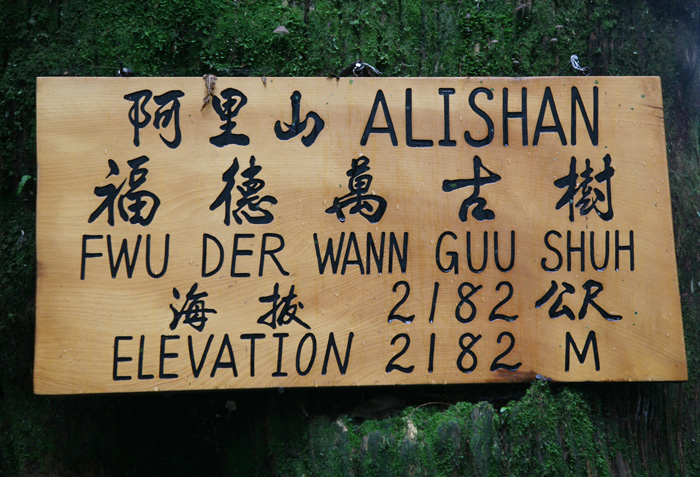 阿里山 ALISHAN
福德萬古樹
FWU DER WANN GUU SHUH
海拔 2182 公尺
ELEVATION 2182 M